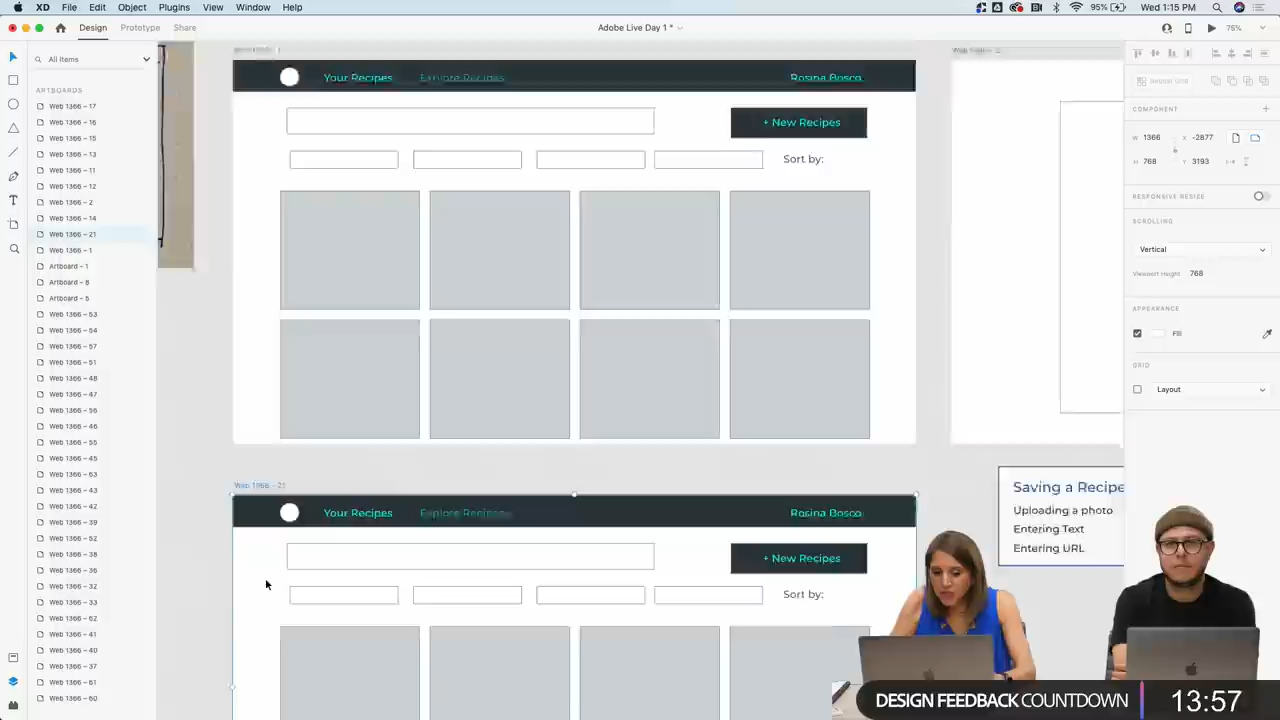 XD File Edit Object Plugins View Window Help
95% Wed 1:15 PM
Design Prototype Share
Adobe Live Day 1 *
75%
All Items
ARTBOARDS
Web 1366 – 17
Web 1366 – 16
Web 1366 – 15
Web 1366 – 13
Web 1366 – 11
Web 1366 – 12
Web 1366 – 2
Web 1366 – 14
Web 1366 – 21
Web 1366 – 1
Artboard – 1
Artboard – 8
Artboard – 5
Web 1366 – 53
Web 1366 – 54
Web 1366 – 57
Web 1366 – 51
Web 1366 – 48
Web 1366 – 47
Web 1366 – 56
Web 1366 – 46
Web 1366 – 55
Web 1366 – 45
Web 1366 – 63
Web 1366 – 43
Web 1366 – 42
Web 1366 – 39
Web 1366 – 52
Web 1366 – 38
Web 1366 – 36
Web 1366 – 32
Web 1366 – 33
Web 1366 – 62
Web 1366 – 41
Web 1366 – 40
Web 1366 – 37
Web 1366 – 61
Web 1366 – 60
Your Recipes Explore Recipes Rosina Bosco
+ New Recipes
Sort by:
Web 1366 – 21
Your Recipes Explore Recipes Rosina Bosco
+ New Recipes
Sort by:
Saving a Recipe
Uploading a photo
Entering Text
Entering URL
Repeat Grid
COMPONENT
W 1366 X -2877
H 768 Y 3193
RESPONSIVE RESIZE
SCROLLING
Vertical
Viewport Height 768
APPEARANCE
Fill
GRID
Layout
DESIGN FEEDBACK COUNTDOWN 13:57